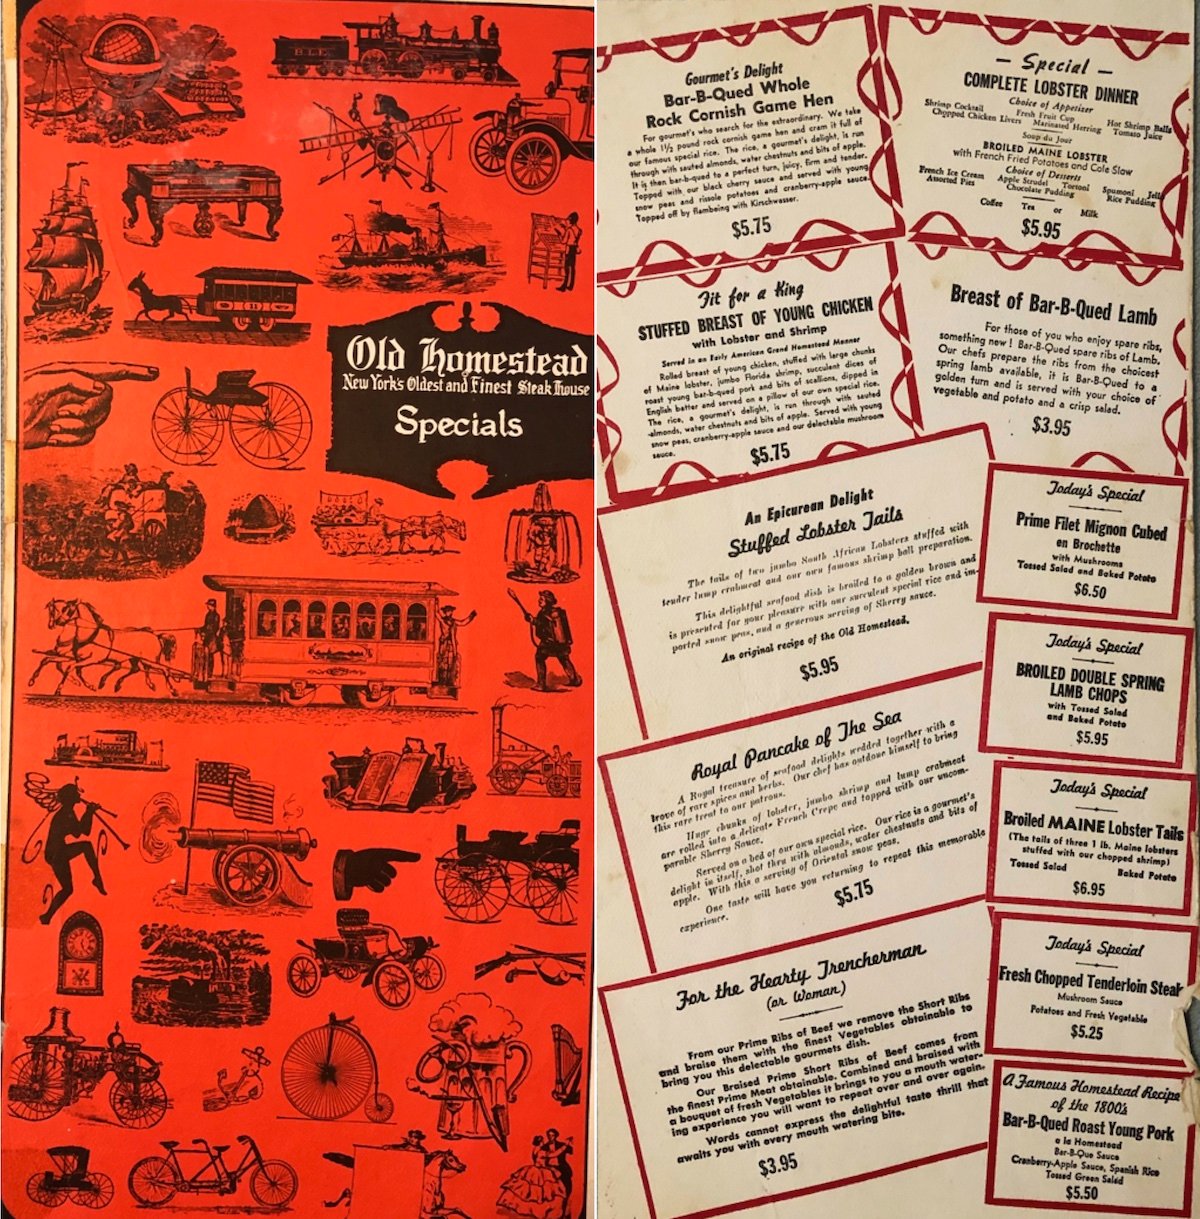 B.L.E.
11
Old Homestead
New York's Oldest and Finest Steak House
Specials
Gourmet's Delight
Bar-B-Qued Whole
Rock Cornish Game Hen
For gourmet's who search for the extraordinary. We take
a whole 1½ pound rock cornish game hen and cram it full of
our famous special rice. The rice, a gourmet's delight, is run
through with sauted almonds, water chestnuts and bits of apple.
It is then bar-b-qued to a perfect turn, juicy, firm and tender.
Topped with our black cherry sauce and served with young
snow peas and rissole potatoes and cranberry-apple sauce.
Topped off by flambeing with Kirschwasser.
$5.75
— Special —
COMPLETE LOBSTER DINNER
Choice of Appetizer
Shrimp Cocktail Fresh Fruit Cup Hot Shrimp Balls
Chopped Chicken Livers Marinated Herring Tomato Juice
Soup du Jour
BROILED MAINE LOBSTER
with French Fried Potatoes and Cole Slaw
Choice of Desserts
French Ice Cream Apple Strudel Tortoni Spumoni Jello
Assorted Pies Chocolate Pudding Rice Pudding
Coffee Tea or Milk
$5.95
Fit for a King
STUFFED BREAST OF YOUNG CHICKEN
with Lobster and Shrimp
Served in an Early American Grand Homestead Manner
Rolled breast of young chicken, stuffed with large chunks
of Maine lobster, jumbo Florida shrimp, succulent dices of
roast young bar-b-qued pork and bits of scallions, dipped in
English batter and served on a pillow of our own special rice.
The rice, a gourmet's delight, is run through with sauted
almonds, water chestnuts and bits of apple. Served with young
snow peas, cranberry-apple sauce and our delectable mushroom
sauce.
$5.75
Breast of Bar-B-Qued Lamb
For those of you who enjoy spare ribs,
something new! Bar-B-Qued spare ribs of Lamb.
Our chefs prepare the ribs from the choicest
spring lamb available, it is Bar-B-Qued to a
golden turn and is served with your choice of
vegetable and potato and a crisp salad.
$3.95
An Epicurean Delight
Stuffed Lobster Tails
The tails of two jumbo South African Lobsters stuffed with
tender lump crabmeat and our own famous shrimp ball preparation.
This delightful seafood dish is broiled to a golden brown and
is presented for your pleasure with our succulent special rice and im-
ported snow peas, and a generous serving of Sherry sauce.
An original recipe of the Old Homestead.
$5.95
Today's Special
Prime Filet Mignon Cubed
en Brochette
with Mushrooms
Tossed Salad and Baked Potato
$6.50
Today's Special
BROILED DOUBLE SPRING
LAMB CHOPS
with Tossed Salad
and Baked Potato
$5.95
Royal Pancake of The Sea
A Royal treasure of seafood delights wedded together with a
trove of rare spices and herbs. Our chef has outdone himself to bring
this rare treat to our patrons.
Huge chunks of lobster, jumbo shrimp and lump crabmeat
are rolled into a delicate French Crepe and topped with our uncom-
parable Sherry Sauce.
Served on a bed of our own special rice. Our rice is a gourmet's
delight in itself, shot thru with almonds, water chestnuts and bits of
apple. With this a serving of Oriental snow peas.
One taste will have you returning to repeat this memorable
experience.
$5.75
Today's Special
Broiled MAINE Lobster Tails
(The tails of three 1 lb. Maine lobsters
stuffed with our chopped shrimp)
Tossed Salad Baked Potato
$6.95
Today's Special
Fresh Chopped Tenderloin Steak
Mushroom Sauce
Potatoes and Fresh Vegetable
$5.25
For the Hearty Trencherman
(or Woman)
From our Prime Ribs of Beef we remove the Short Ribs
and braise them with the finest Vegetables obtainable to
bring you this delectable gourmets dish.
Our Braised Prime Short Ribs of Beef comes from
the finest Prime Meat obtainable. Combined and braised with
a bouquet of fresh Vegetables it brings to you a mouth water-
ing experience you will want to repeat over and over again.
Words cannot express the delightful taste thrill that
awaits you with every mouth watering bite.
$3.95
A Famous Homestead Recipe
of the 1800's
Bar-B-Qued Roast Young Pork
a la Homestead
Bar-B-Que Sauce
Cranberry-Apple Sauce, Spanish Rice
Tossed Green Salad
$5.50